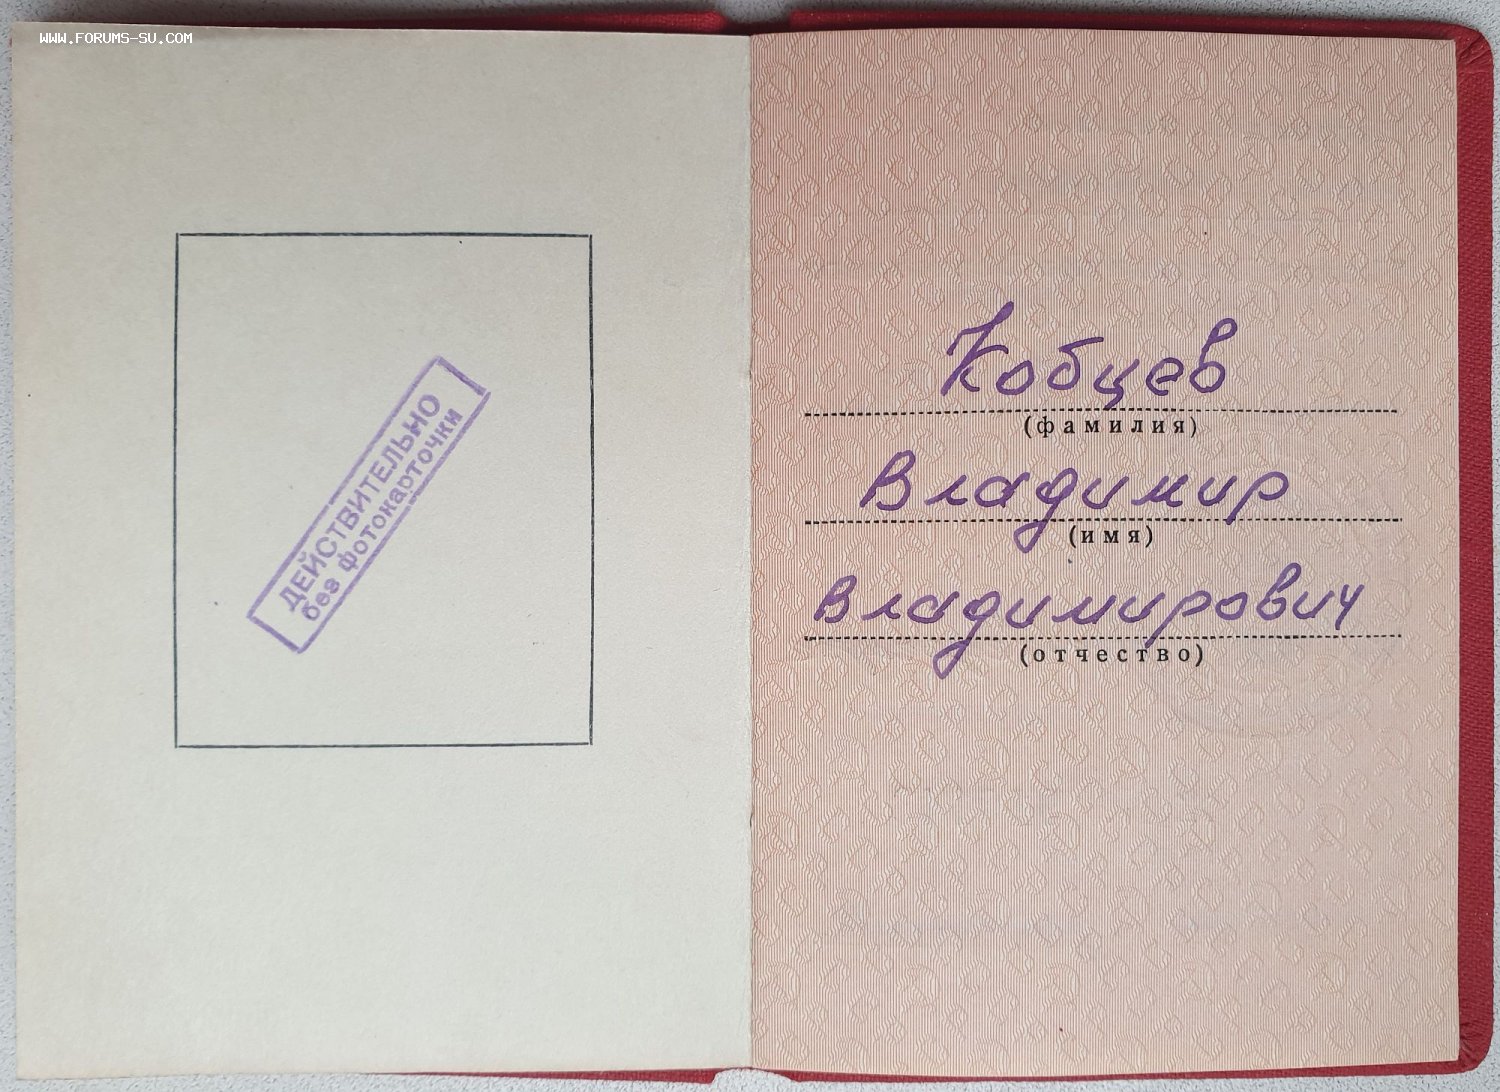 WWW.FORUMS-SU.COM
ДЕЙСТВИТЕЛЬНО
без фотокарточки
Кобцев
(фамилия)
Владимир
(имя)
Владимирович
(отчество)